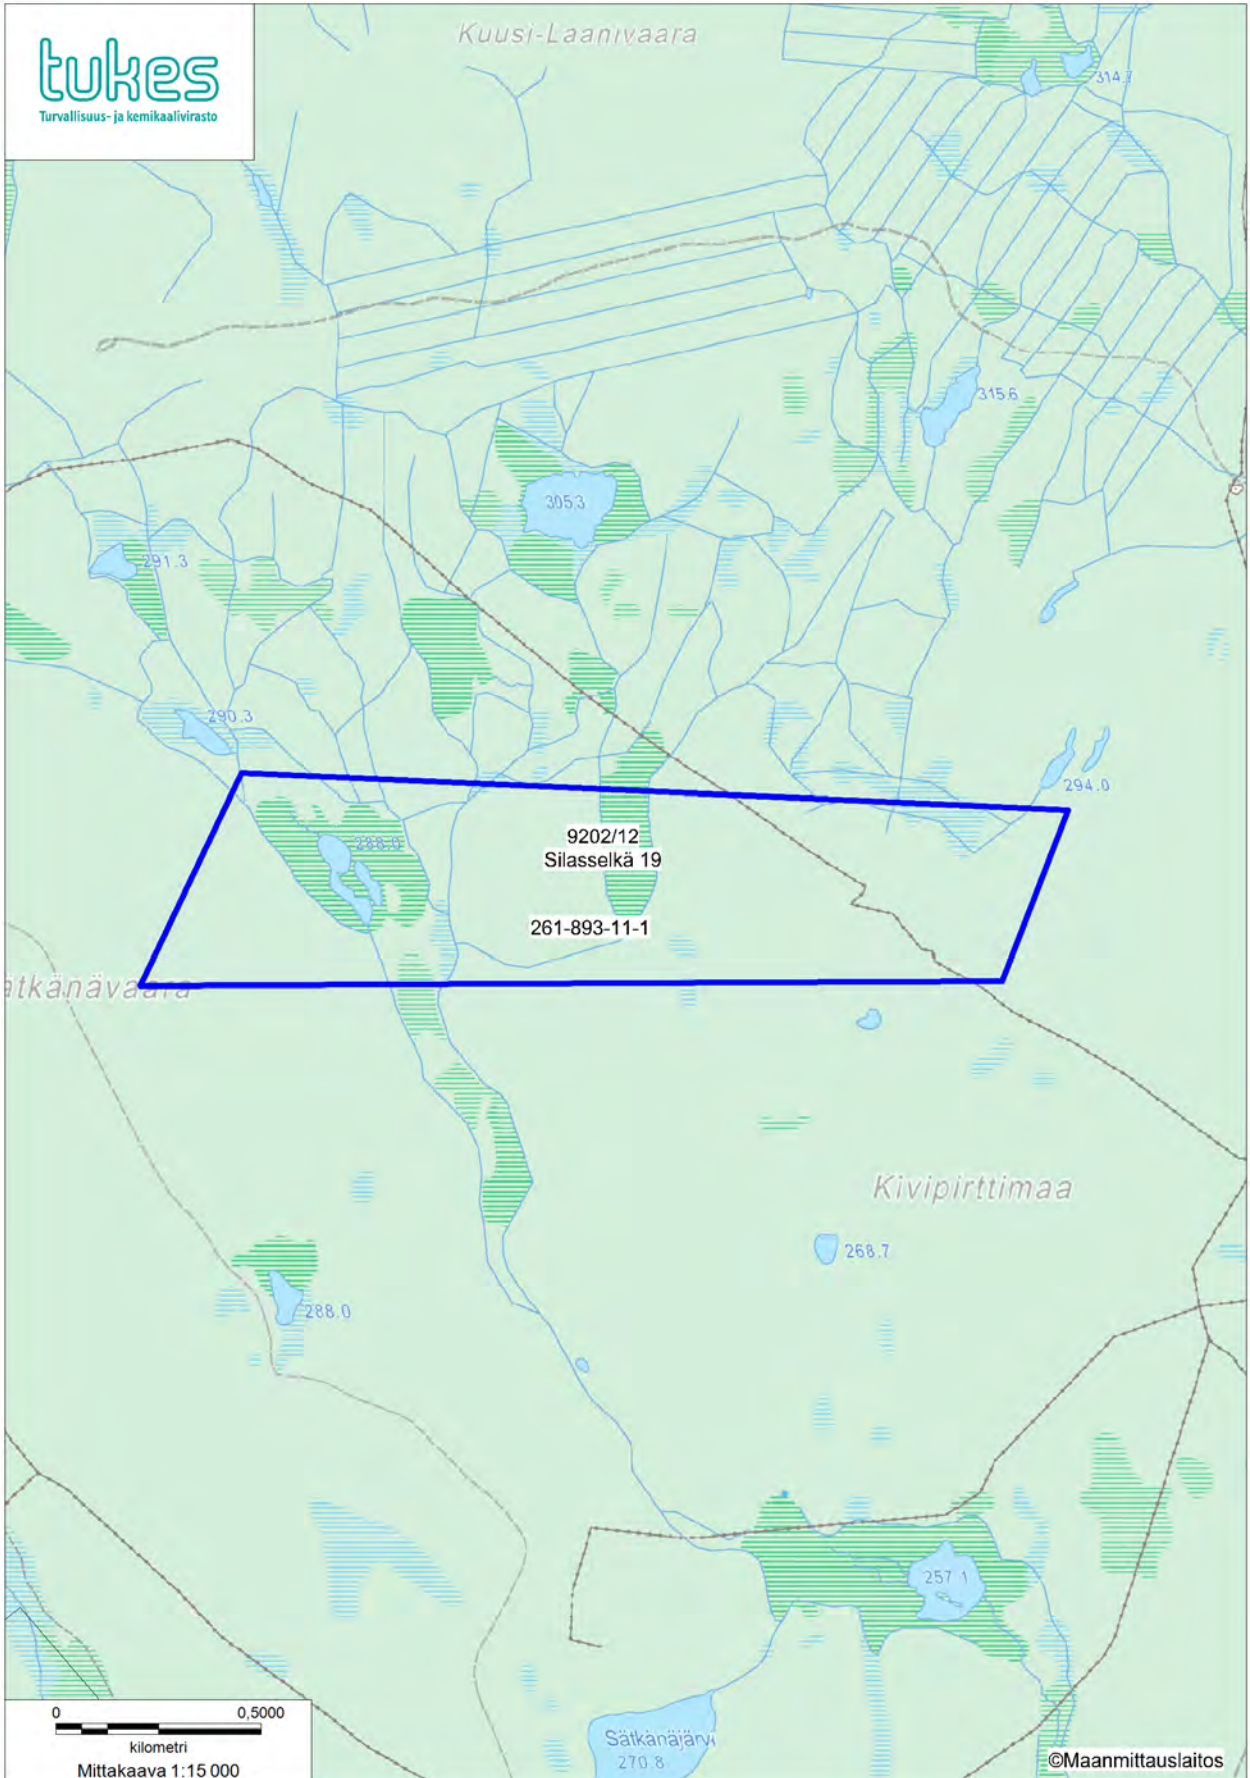 tukes
Turvallisuus- ja kemikaalivirasto
Kuusi-Laanivaara
314.7
315.6
305.3
291.3
290.3
294.0
288.0
9202/12
Silasselkä 19
261-893-11-1
ätkänävaara
Kivipirttimaa
268.7
288.0
257.1
Sätkänäjärvi
270.8
0 0,5000
kilometri
Mittakaava 1:15 000
©Maanmittauslaitos